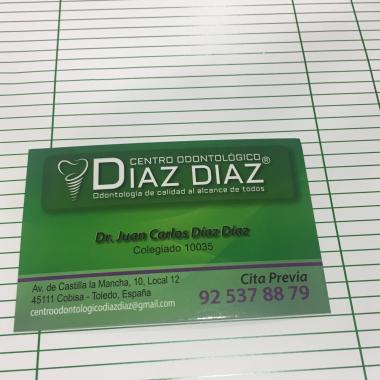 CENTRO ODONTOLÓGICO
DIAZ DIAZ®
Odontología de calidad al alcance de todos
Dr. Juan Carlos Díaz Díaz
Colegiado 10035
Av. de Castilla la Mancha, 10, Local 12
45111 Cobisa - Toledo, España
centroodontologicodiazdiaz@gmail.com
Cita Previa
92 537 88 79